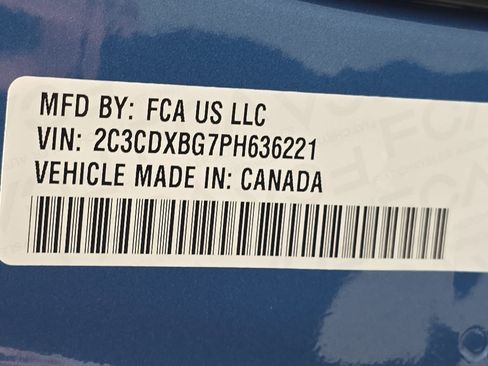 MFD BY: FCA US LLC
VIN: 2C3CDXBG7PH636221
VEHICLE MADE IN: CANADA